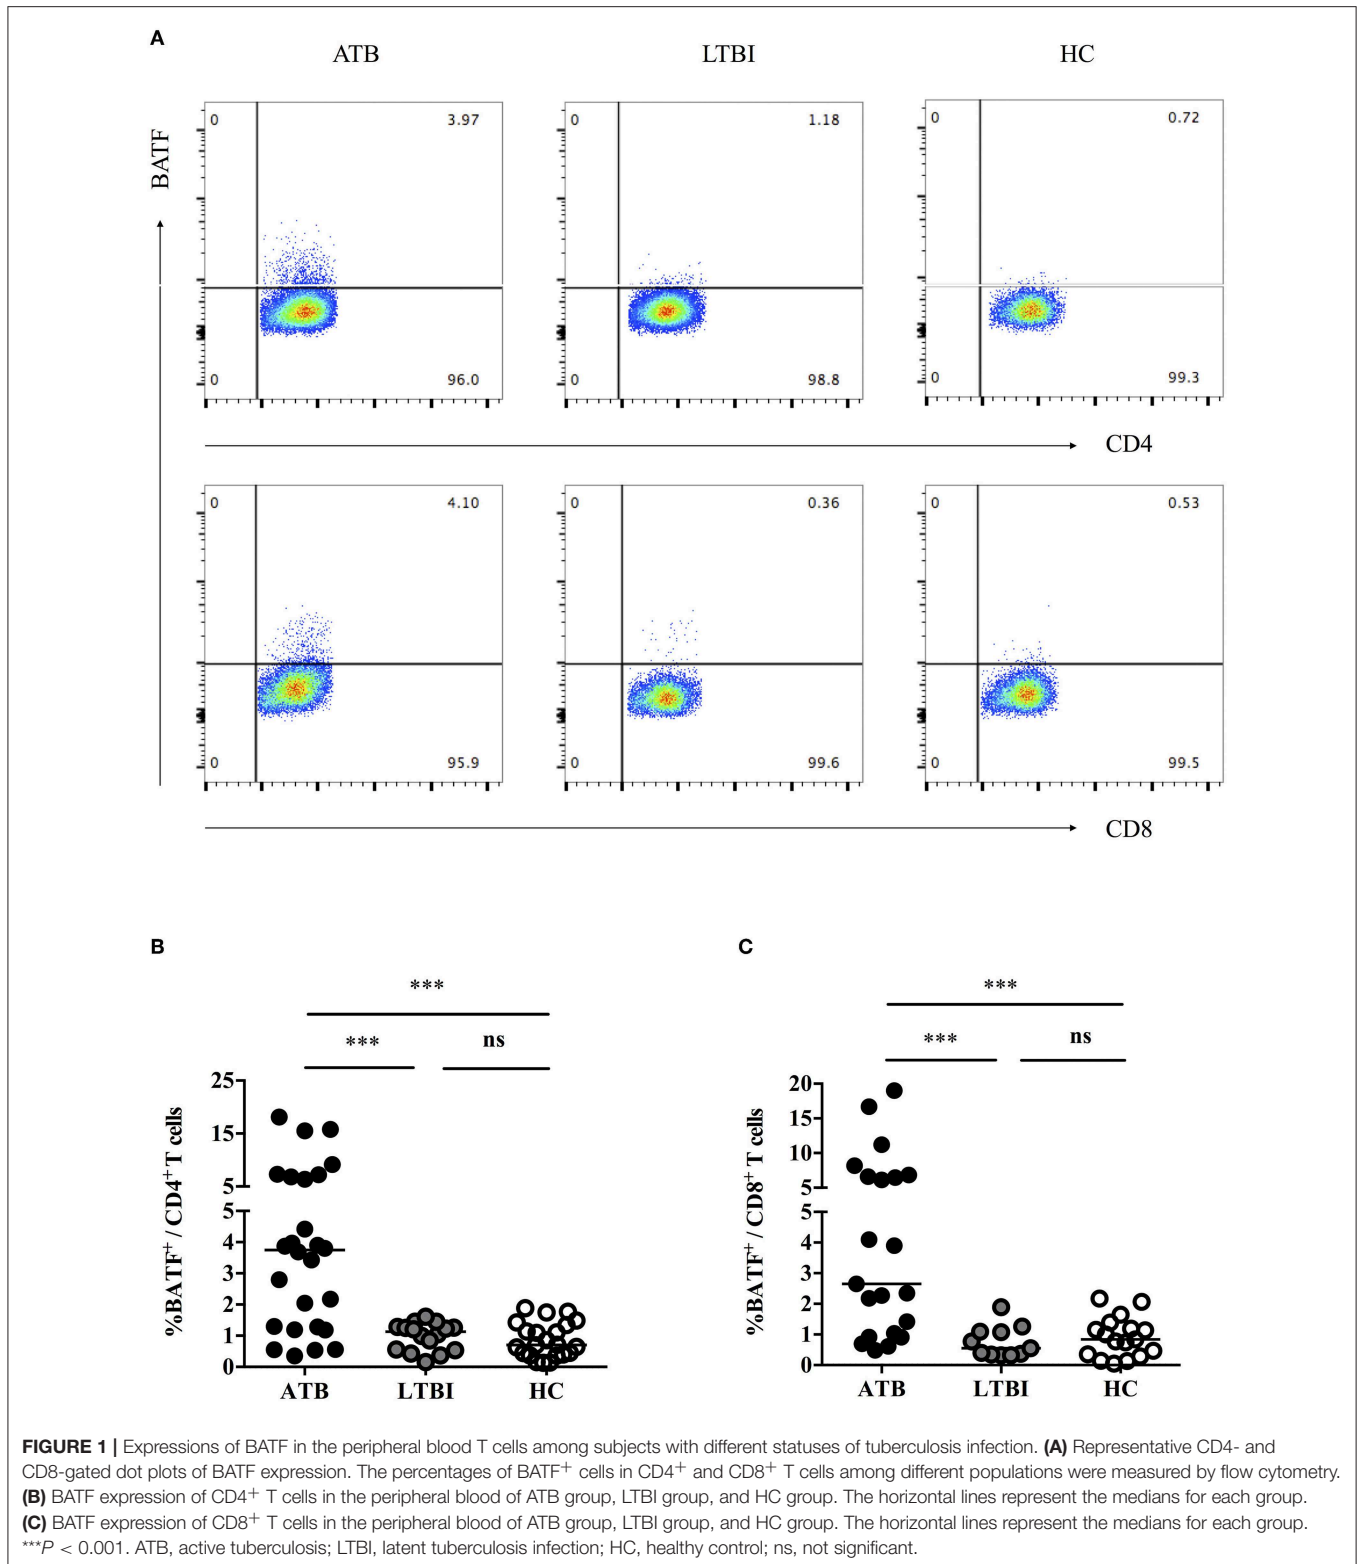 A
ATB LTBI HC
BATF
0 3.97
0 96.0
0 1.18
0 98.8
0 0.72
0 99.3
CD4
0 4.10
0 95.9
0 0.36
0 99.6
0 0.53
0 99.5
CD8
B
***
*** ns
%BATF+ / CD4+ T cells
25
15
5
5
4
3
2
1
0
ATB LTBI HC
C
***
*** ns
%BATF+ / CD8+ T cells
20
15
10
5
5
4
3
2
1
0
ATB LTBI HC
FIGURE 1 | Expressions of BATF in the peripheral blood T cells among subjects with different statuses of tuberculosis infection. (A) Representative CD4- and
CD8-gated dot plots of BATF expression. The percentages of BATF+ cells in CD4+ and CD8+ T cells among different populations were measured by flow cytometry.
(B) BATF expression of CD4+ T cells in the peripheral blood of ATB group, LTBI group, and HC group. The horizontal lines represent the medians for each group.
(C) BATF expression of CD8+ T cells in the peripheral blood of ATB group, LTBI group, and HC group. The horizontal lines represent the medians for each group.
***P < 0.001. ATB, active tuberculosis; LTBI, latent tuberculosis infection; HC, healthy control; ns, not significant.